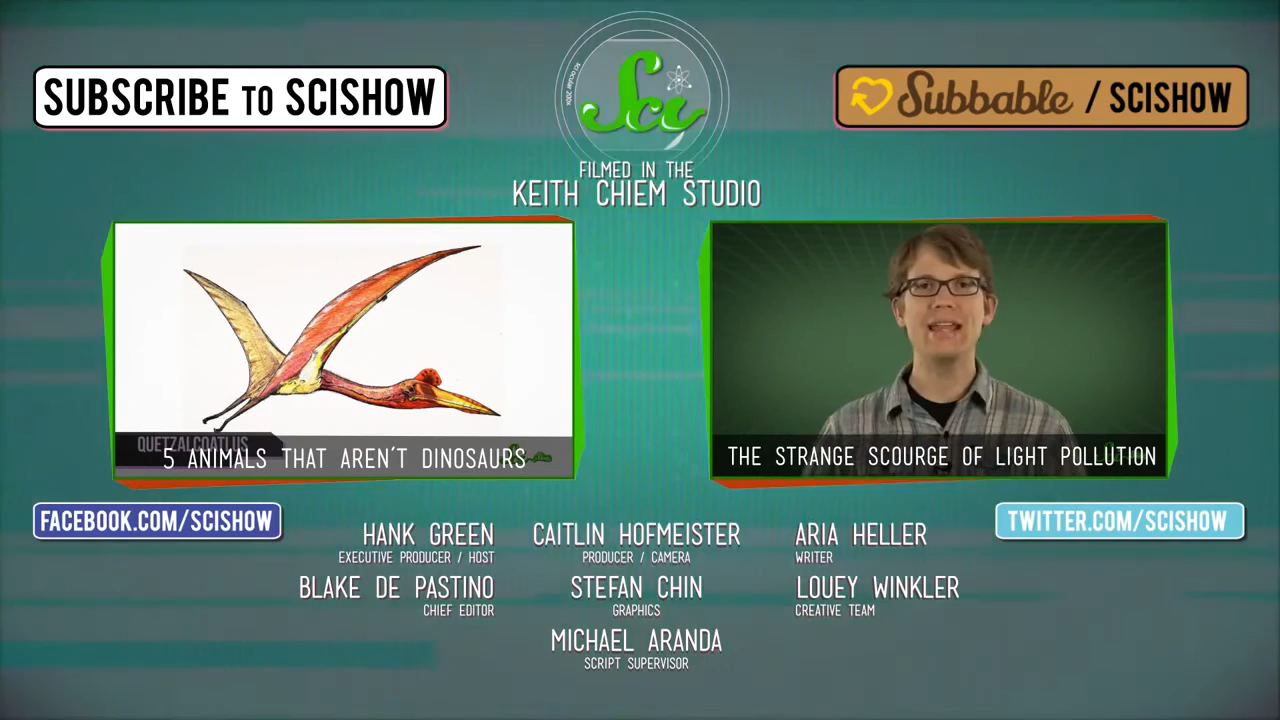 SUBSCRIBE TO SCISHOW
Sci
Subbable / SCISHOW
FILMED IN THE
KEITH CHIEM STUDIO
QUETZALCOATLUS
5 ANIMALS THAT AREN'T DINOSAURS
THE STRANGE SCOURGE OF LIGHT POLLUTION
FACEBOOK.COM/SCISHOW
TWITTER.COM/SCISHOW
HANK GREEN
EXECUTIVE PRODUCER / HOST
CAITLIN HOFMEISTER
PRODUCER / CAMERA
ARIA HELLER
WRITER
BLAKE DE PASTINO
CHIEF EDITOR
STEFAN CHIN
GRAPHICS
LOUEY WINKLER
CREATIVE TEAM
MICHAEL ARANDA
SCRIPT SUPERVISOR